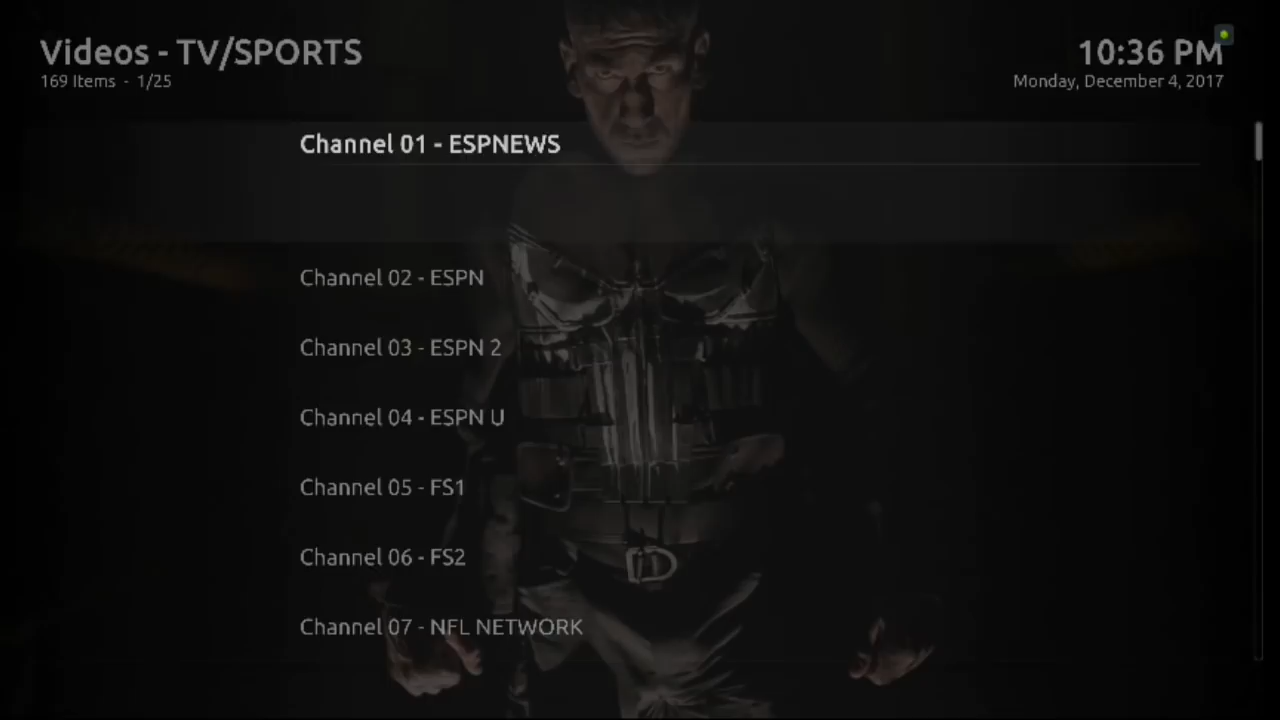 Videos - TV/SPORTS
169 Items - 1/25
10:36 PM
Monday, December 4, 2017
Channel 01 - ESPNEWS
Channel 02 - ESPN
Channel 03 - ESPN 2
Channel 04 - ESPN U
Channel 05 - FS1
Channel 06 - FS2
Channel 07 - NFL NETWORK